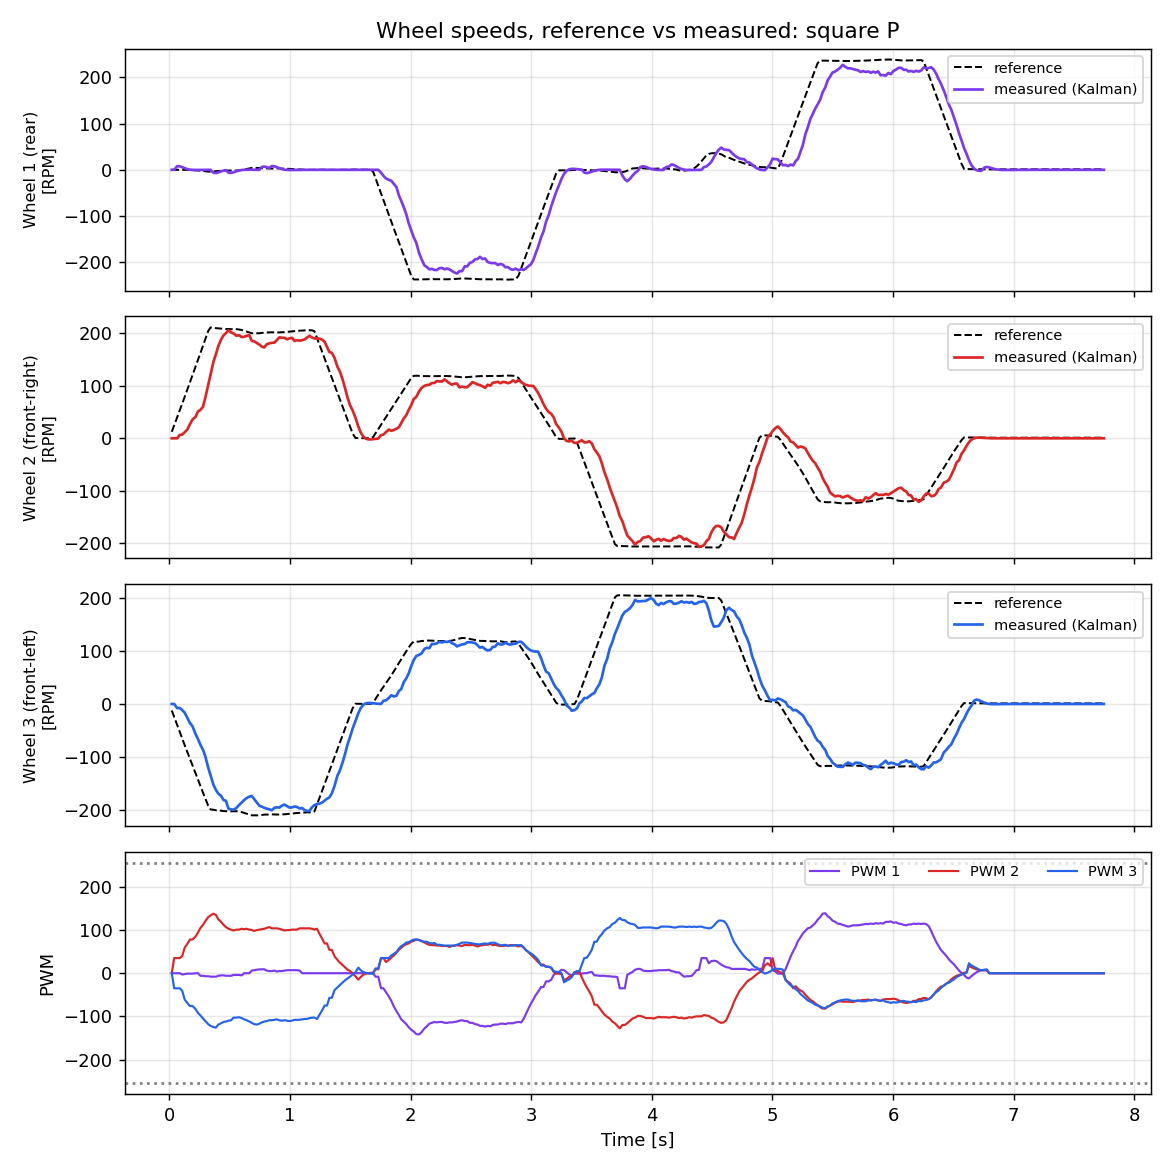 Wheel speeds, reference vs measured: square P
Wheel 1 (rear)
[RPM]
200
100
0
−100
−200
reference
measured (Kalman)
Wheel 2 (front-right)
[RPM]
200
100
0
−100
−200
reference
measured (Kalman)
Wheel 3 (front-left)
[RPM]
200
100
0
−100
−200
reference
measured (Kalman)
PWM
200
100
0
−100
−200
PWM 1 PWM 2 PWM 3
0 1 2 3 4 5 6 7 8
Time [s]